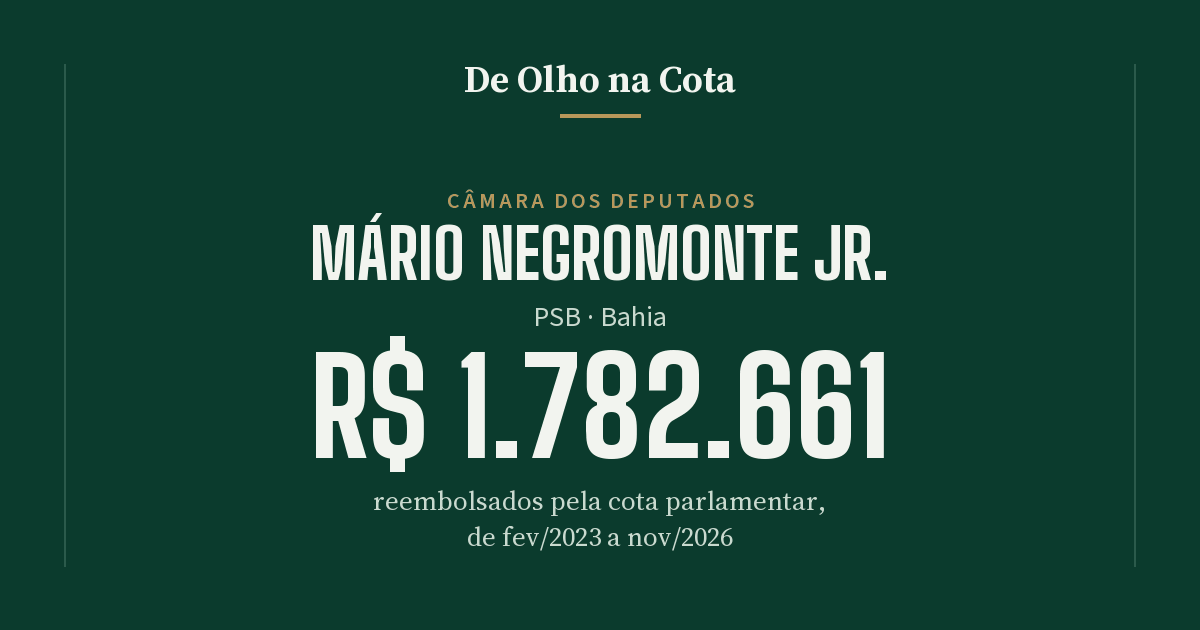 De Olho na Cota
CÂMARA DOS DEPUTADOS
MÁRIO NEGROMONTE JR.
PSB · Bahia
R$ 1.782.661
reembolsados pela cota parlamentar,
de fev/2023 a nov/2026